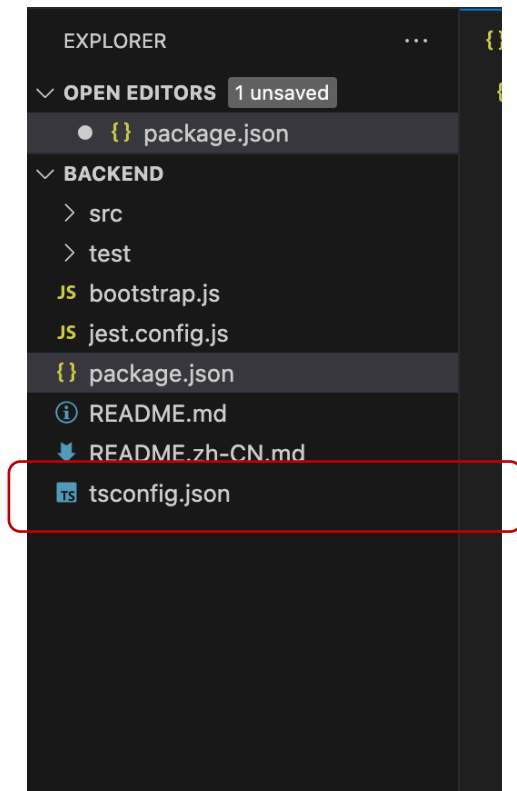 EXPLORER ...
OPEN EDITORS 1 unsaved
{} package.json
BACKEND
src
test
JS bootstrap.js
JS jest.config.js
{} package.json
README.md
README.zh-CN.md
TS tsconfig.json